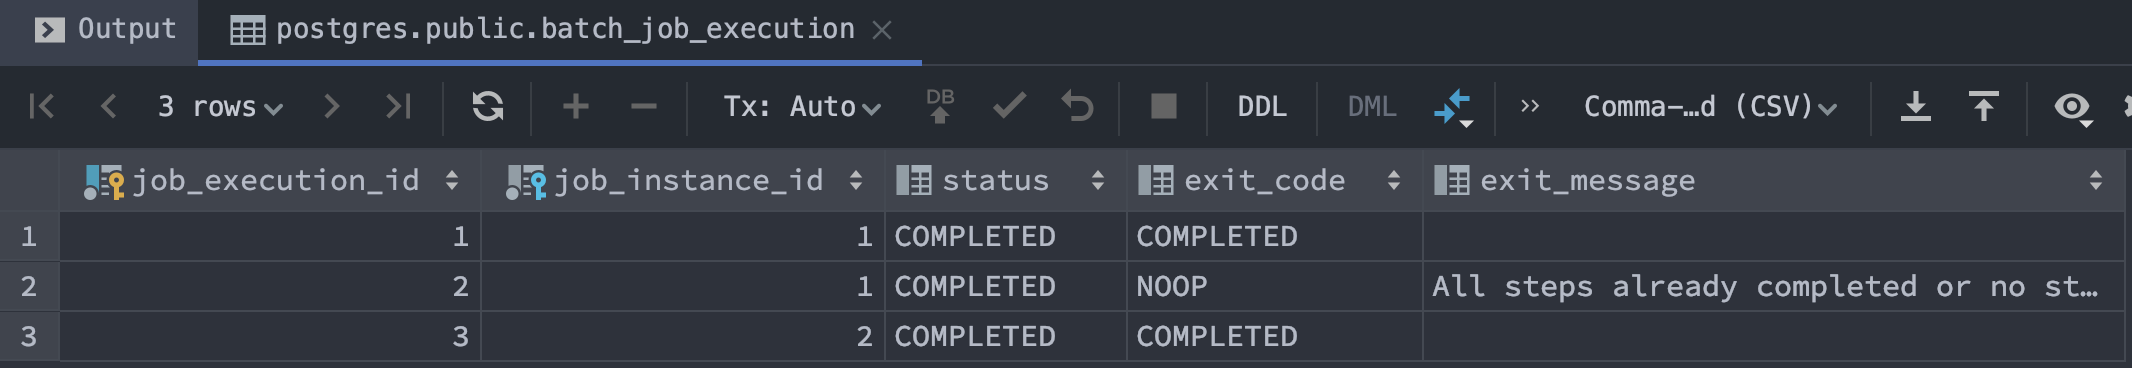 Output postgres.public.batch_job_execution
3 rows Tx: Auto DB DDL DML Comma-…d (CSV)
job_execution_id job_instance_id status exit_code exit_message
1 1 1 COMPLETED COMPLETED
2 2 1 COMPLETED NOOP All steps already completed or no st…
3 3 2 COMPLETED COMPLETED